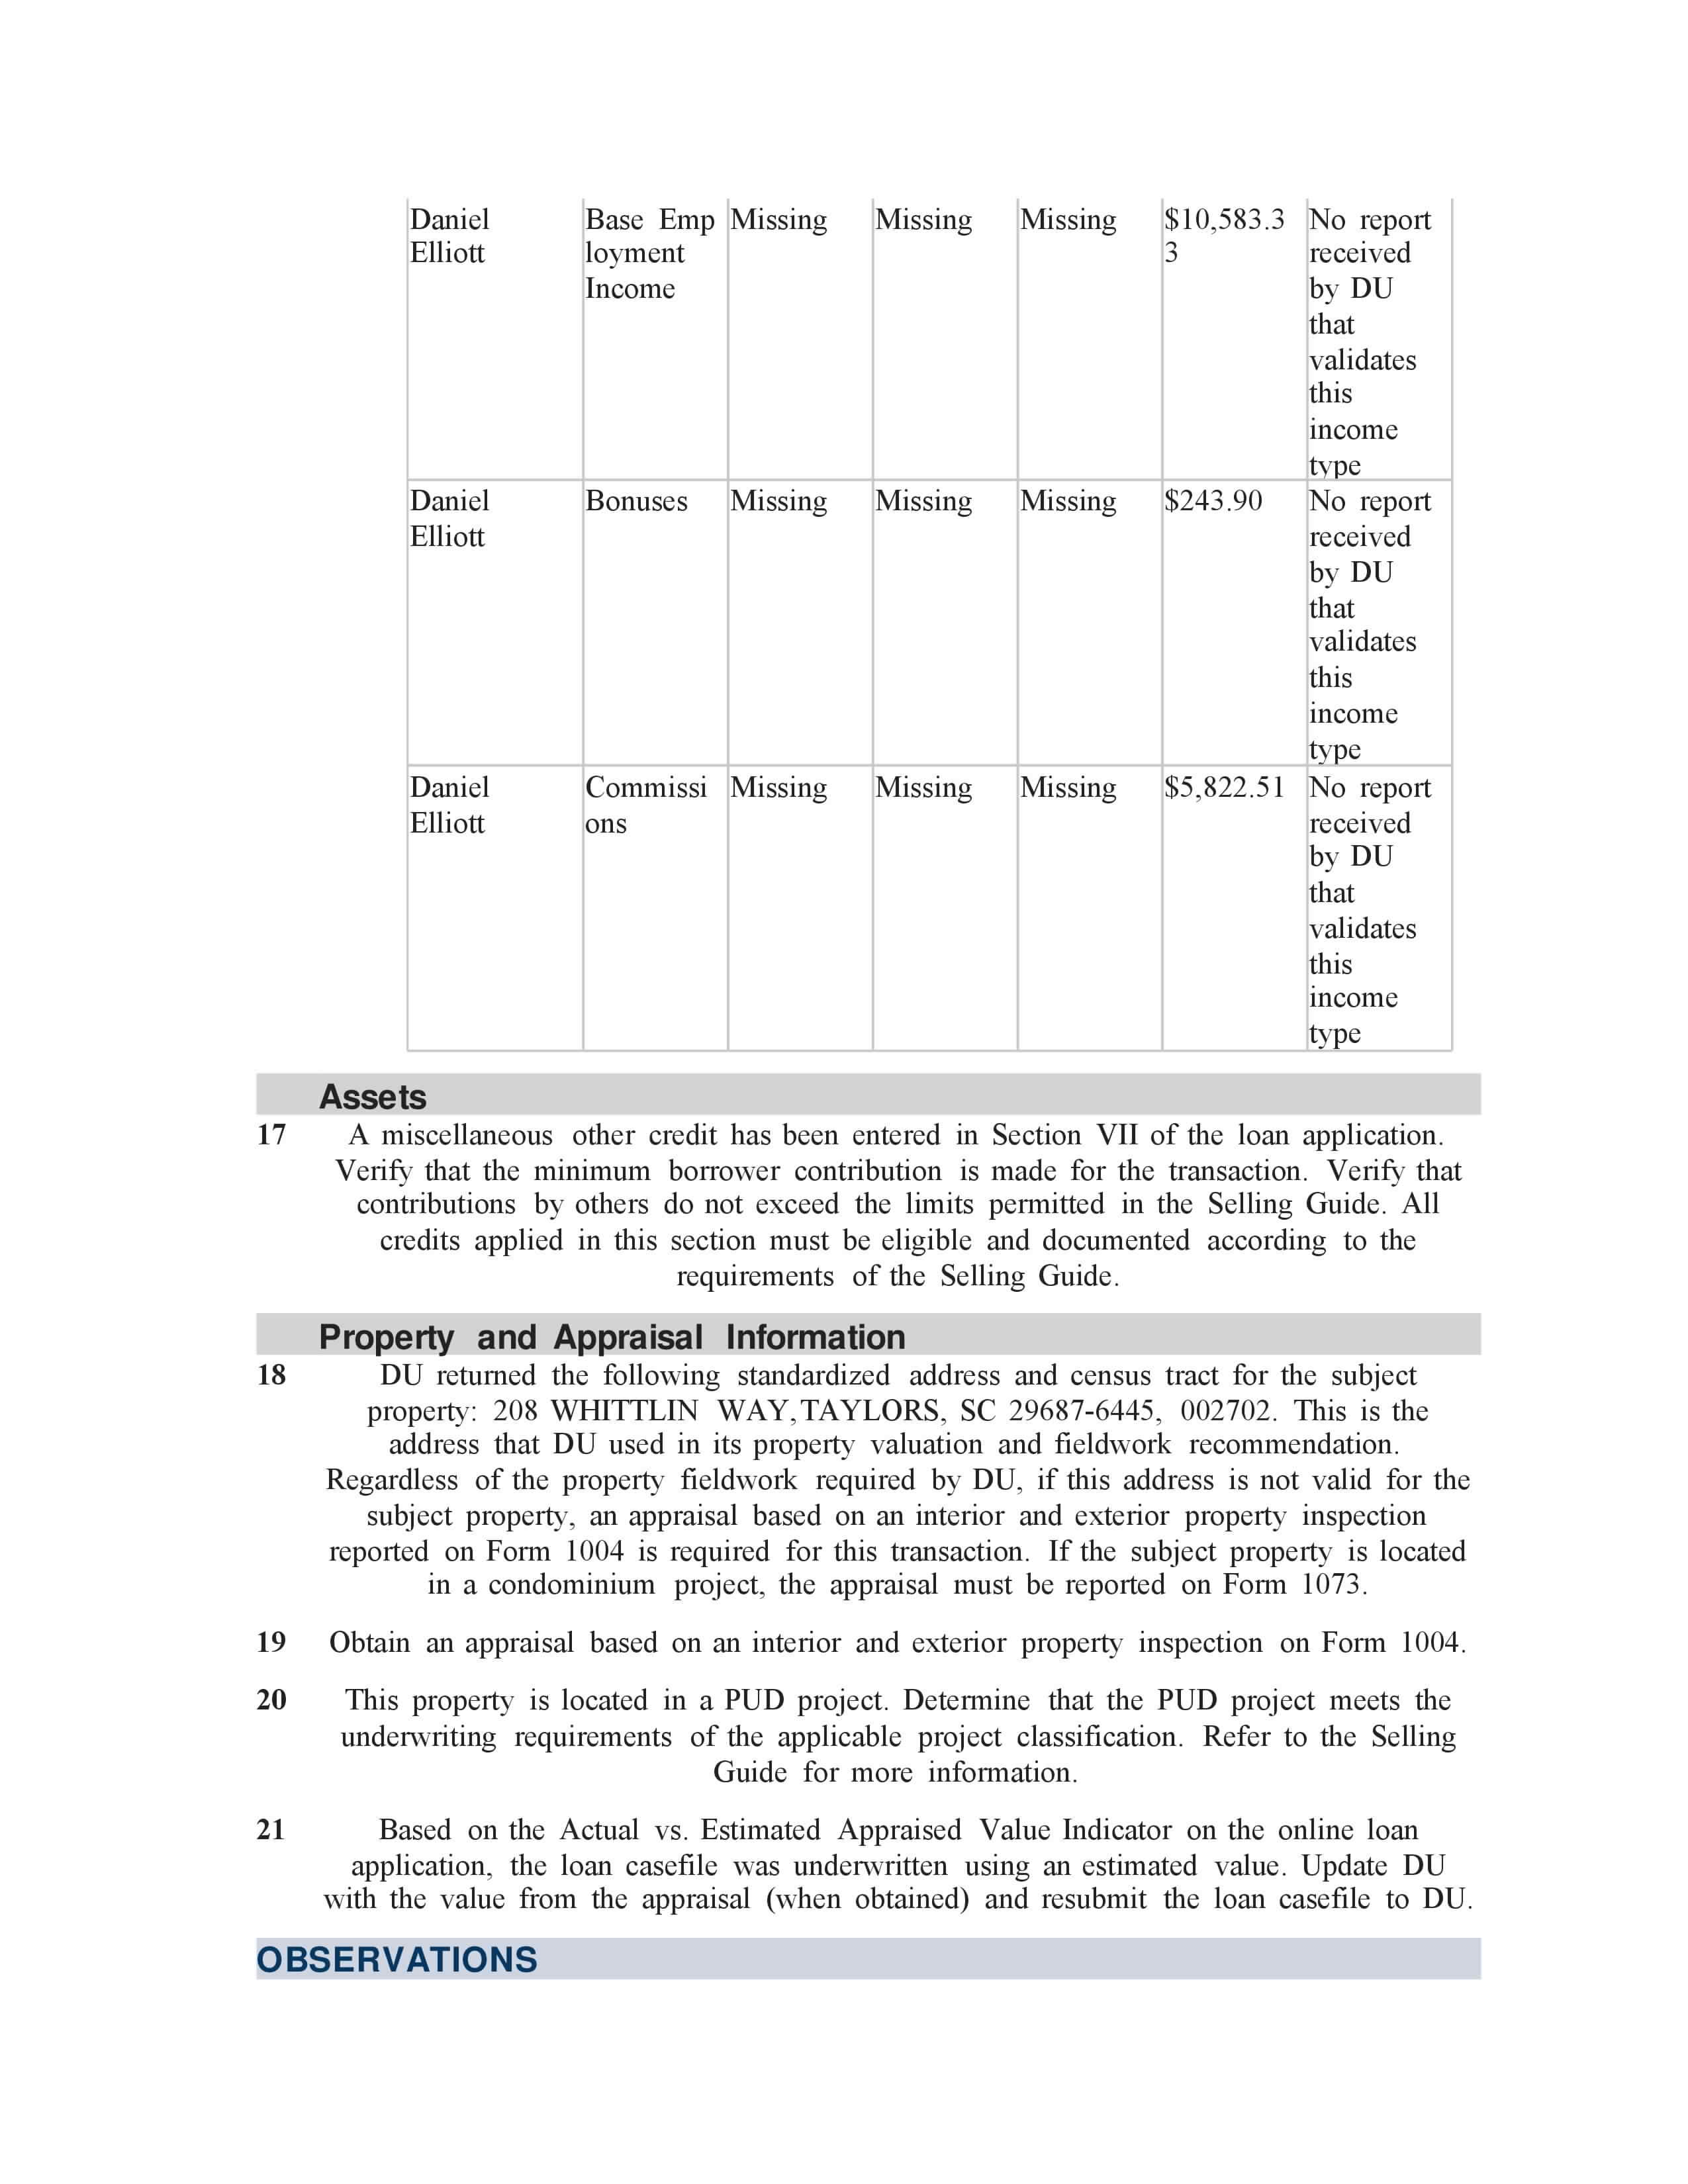 Daniel Elliott Base Emp loyment Income Missing Missing Missing $10,583.3 3 No report received by DU that validates this income type
Daniel Elliott Bonuses Missing Missing Missing $243.90 No report received by DU that validates this income type
Daniel Elliott Commissi ons Missing Missing Missing $5,822.51 No report received by DU that validates this income type
Assets
17 A miscellaneous other credit has been entered in Section VII of the loan application.
Verify that the minimum borrower contribution is made for the transaction. Verify that
contributions by others do not exceed the limits permitted in the Selling Guide. All
credits applied in this section must be eligible and documented according to the
requirements of the Selling Guide.
Property and Appraisal Information
18 DU returned the following standardized address and census tract for the subject
property: 208 WHITTLIN WAY,TAYLORS, SC 29687-6445, 002702. This is the
address that DU used in its property valuation and fieldwork recommendation.
Regardless of the property fieldwork required by DU, if this address is not valid for the
subject property, an appraisal based on an interior and exterior property inspection
reported on Form 1004 is required for this transaction. If the subject property is located
in a condominium project, the appraisal must be reported on Form 1073.
19 Obtain an appraisal based on an interior and exterior property inspection on Form 1004.
20 This property is located in a PUD project. Determine that the PUD project meets the
underwriting requirements of the applicable project classification. Refer to the Selling
Guide for more information.
21 Based on the Actual vs. Estimated Appraised Value Indicator on the online loan
application, the loan casefile was underwritten using an estimated value. Update DU
with the value from the appraisal (when obtained) and resubmit the loan casefile to DU.
OBSERVATIONS